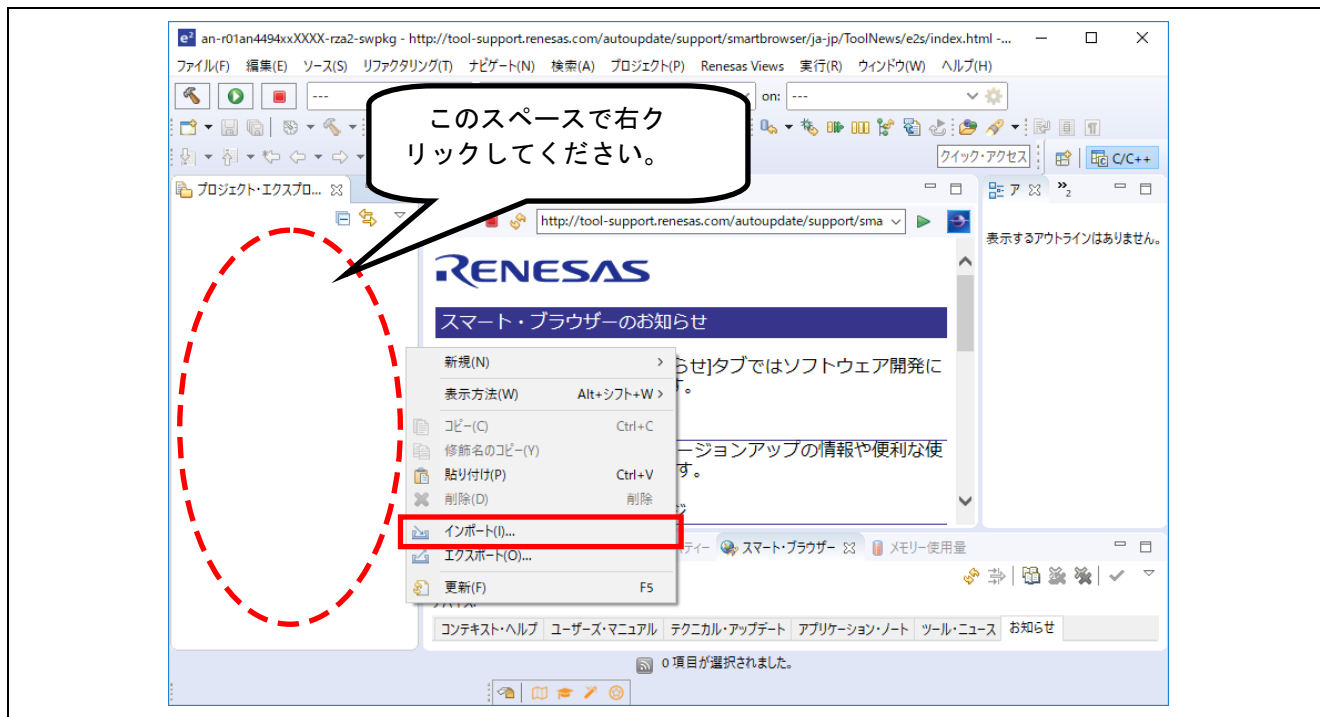 an-r01an4494xxXXXX-rza2-swpkg - http://tool-support.renesas.com/autoupdate/support/smartbrowser/ja-jp/ToolNews/e2s/index.html -...
ファイル(F) 編集(E) ソース(S) リファクタリング(T) ナビゲート(N) 検索(A) プロジェクト(P) Renesas Views 実行(R) ウィンドウ(W) ヘルプ(H)
---
on: ---
このスペースで右ク
リックしてください。
クイック・アクセス
C/C++
プロジェクト・エクスプロ...
ア
2
http://tool-support.renesas.com/autoupdate/support/sma
表示するアウトラインはありません。
RENESAS
スマート・ブラウザーのお知らせ
らせ]タブではソフトウェア開発に
す。
ージョンアップの情報や便利な使
す。
ジ
新規(N)
表示方法(W) Alt+シフト+W
コピー(C) Ctrl+C
修飾名のコピー(Y)
貼り付け(P) Ctrl+V
削除(D) 削除
インポート(I)...
エクスポート(O)...
更新(F) F5
ティー スマート・ブラウザー メモリー使用量
コンテキスト・ヘルプ ユーザーズ・マニュアル テクニカル・アップデート アプリケーション・ノート ツール・ニュース お知らせ
0 項目が選択されました。